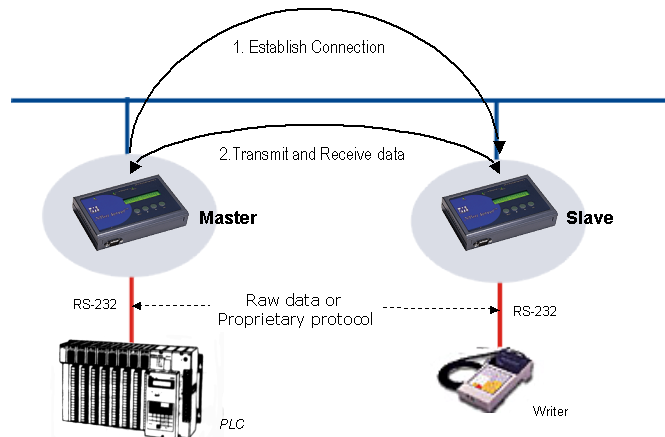 1. Establish Connection
2.Transmit and Receive data
Master
Slave
RS-232
Raw data or
Proprietary protocol
RS-232
PLC
Writer